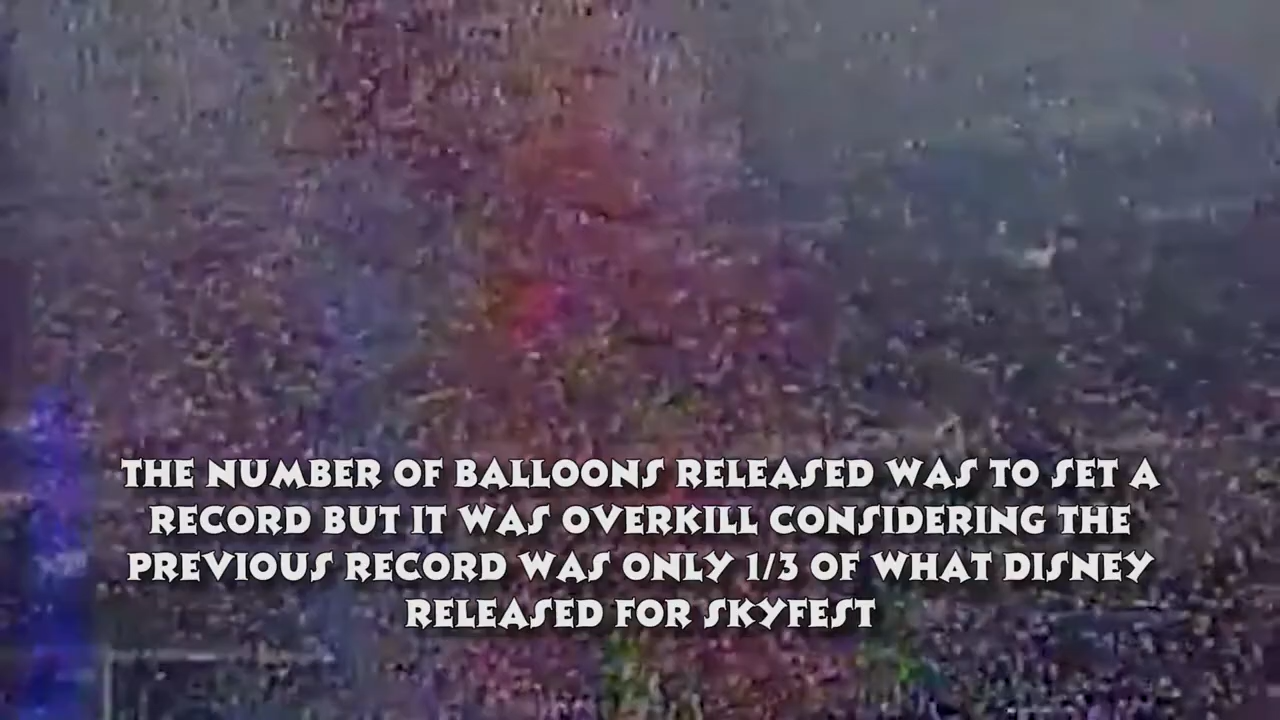 THE NUMBER OF BALLOONS RELEASED WAS TO SET A
RECORD BUT IT WAS OVERKILL CONSIDERING THE
PREVIOUS RECORD WAS ONLY 1/3 OF WHAT DISNEY
RELEASED FOR SKYFEST